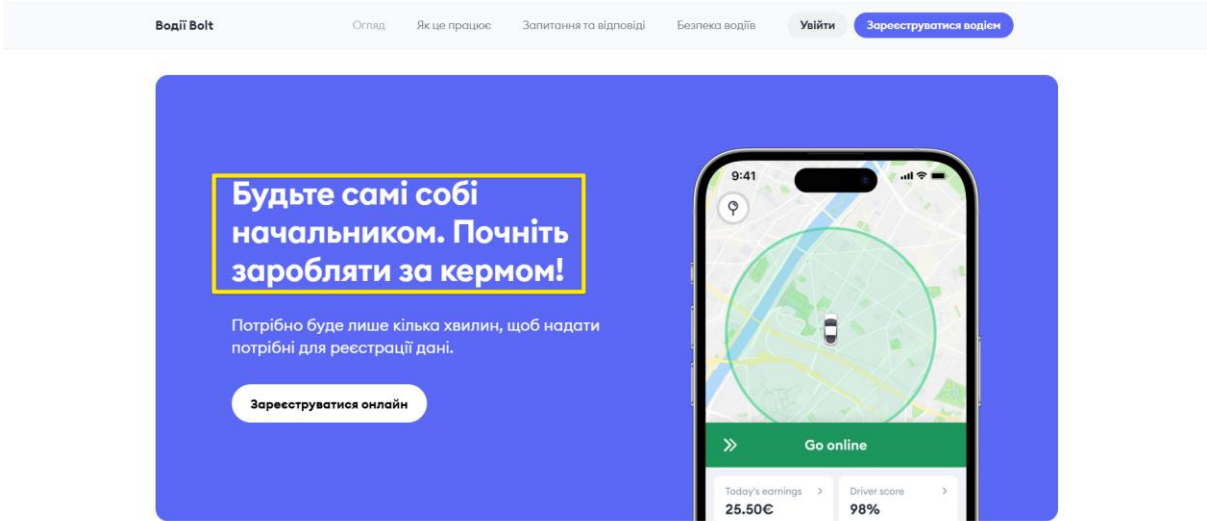 Водії Bolt
Огляд
Як це працює
Запитання та відповіді
Безпека водіїв
Увійти
Зареєструватися водієм
Будьте самі собі
начальником. Почніть
заробляти за кермом!
Потрібно буде лише кілька хвилин, щоб надати
потрібні для реєстрації дані.
Зареєструватися онлайн
9:41
Go online
Today's earnings
Driver score
25.50€
98%